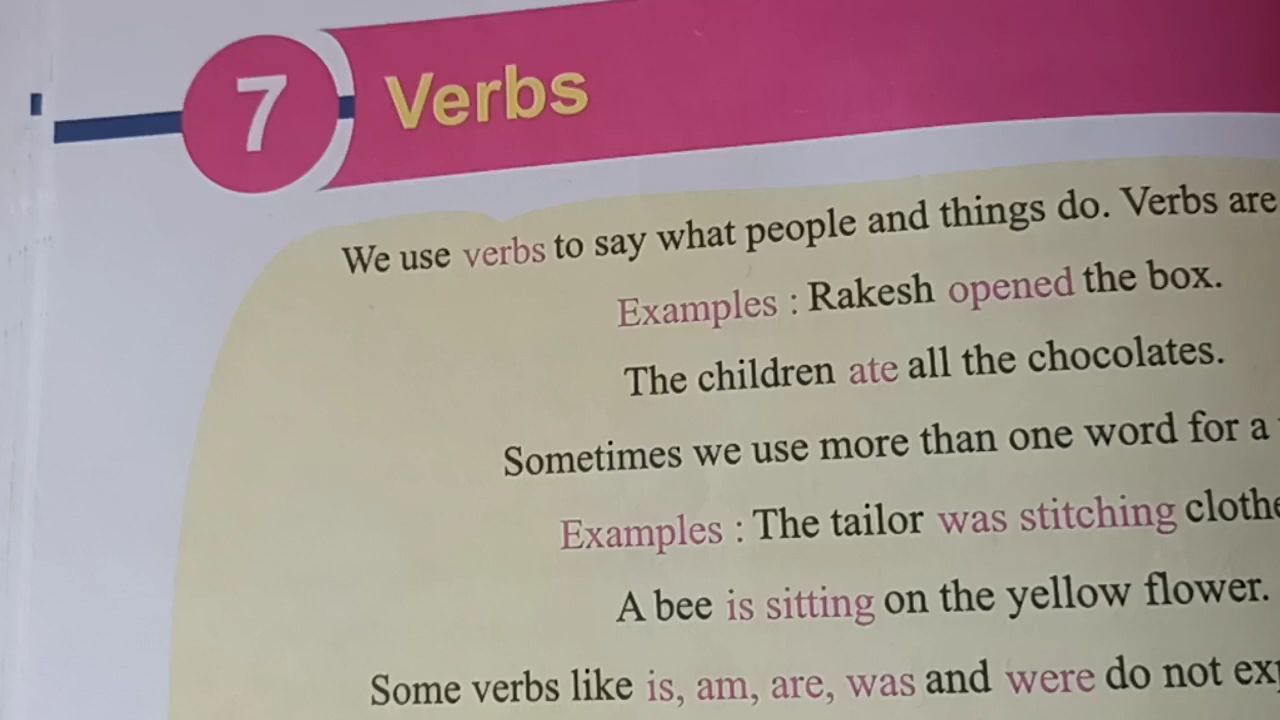 7 Verbs
We use verbs to say what people and things do. Verbs are
Examples : Rakesh opened the box.
The children ate all the chocolates.
Sometimes we use more than one word for a
Examples : The tailor was stitching clothe
A bee is sitting on the yellow flower.
Some verbs like is, am, are, was and were do not exp